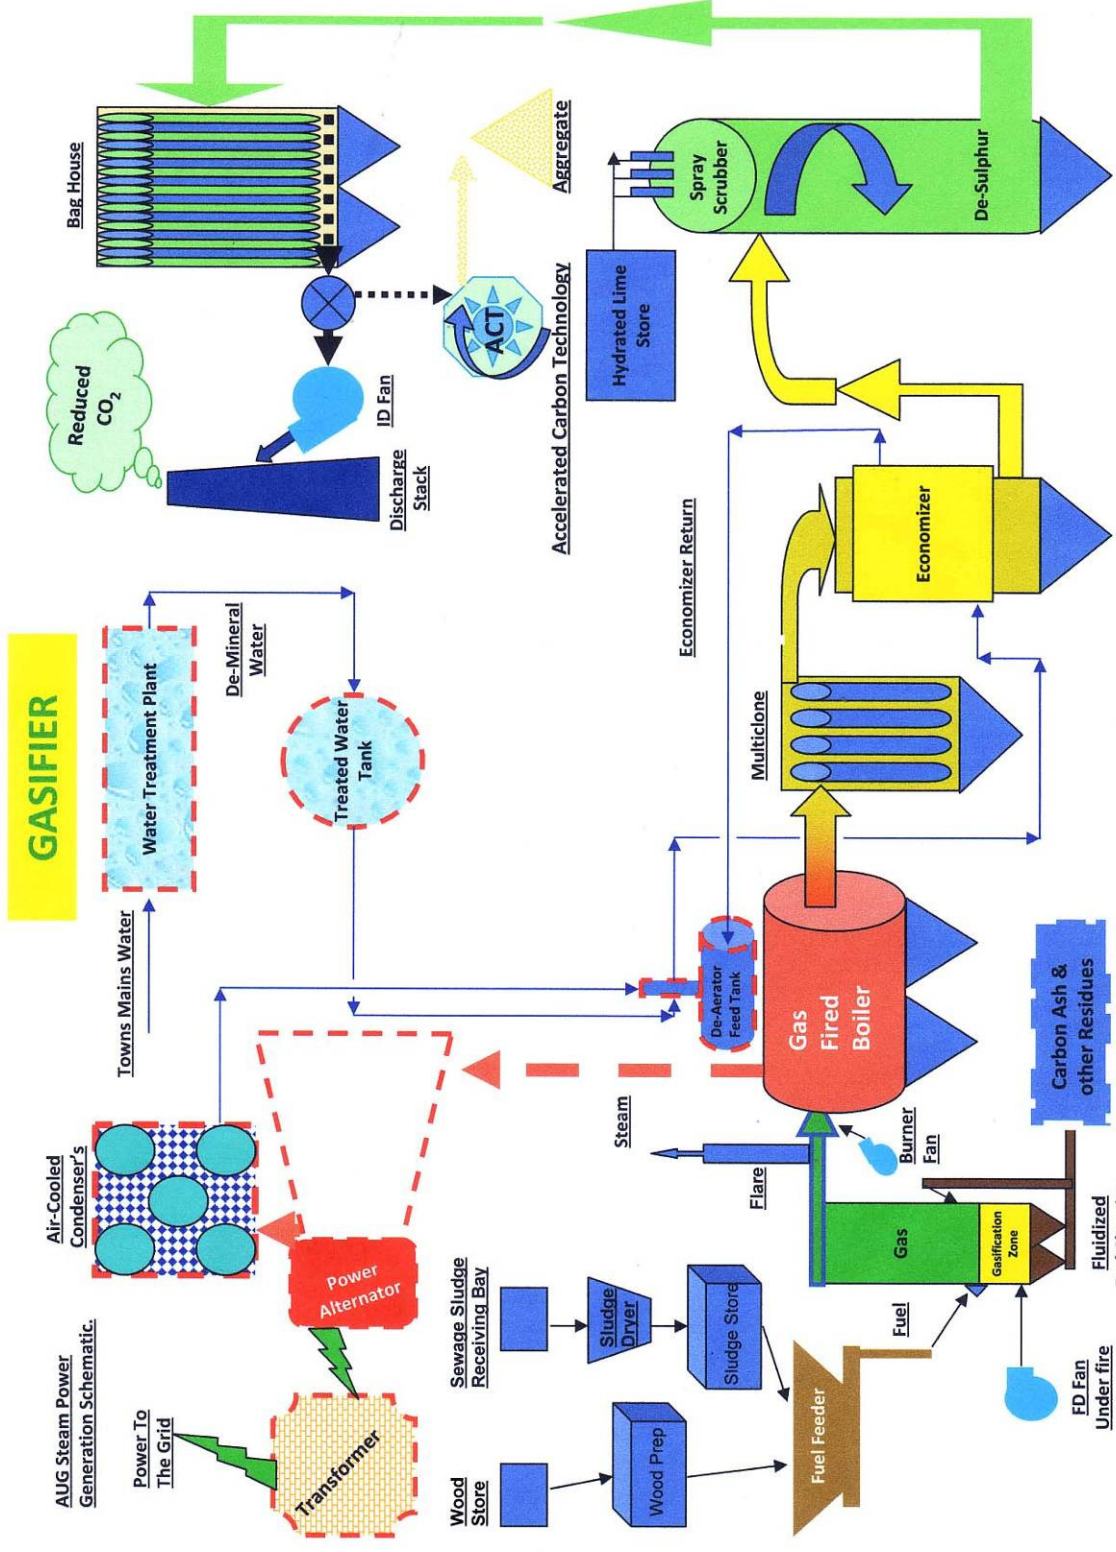 GASIFIER
AUG Steam Power
Generation Schematic.
Power To
The Grid
Transformer
Power
Alternator
Air-Cooled
Condenser's
Towns Mains Water
Water Treatment Plant
De-Mineral
Water
Treated Water
Tank
Reduced
CO2
Discharge
Stack
ID Fan
Bag House
ACT
Accelerated Carbon Technology
Aggregate
Wood
Store
Wood Prep
Sewage Sludge
Receiving Bay
Sludge
Dryer
Sludge Store
Fuel Feeder
Fuel
FD Fan
Under fire
Gas
Gasification
Zone
Fluidized
Flare
Steam
Burner
Fan
Carbon Ash &
other Residues
Gas
Fired
Boiler
De-Aerator
Feed Tank
Multiclone
Economizer Return
Economizer
Hydrated Lime
Store
Spray
Scrubber
De-Sulphur